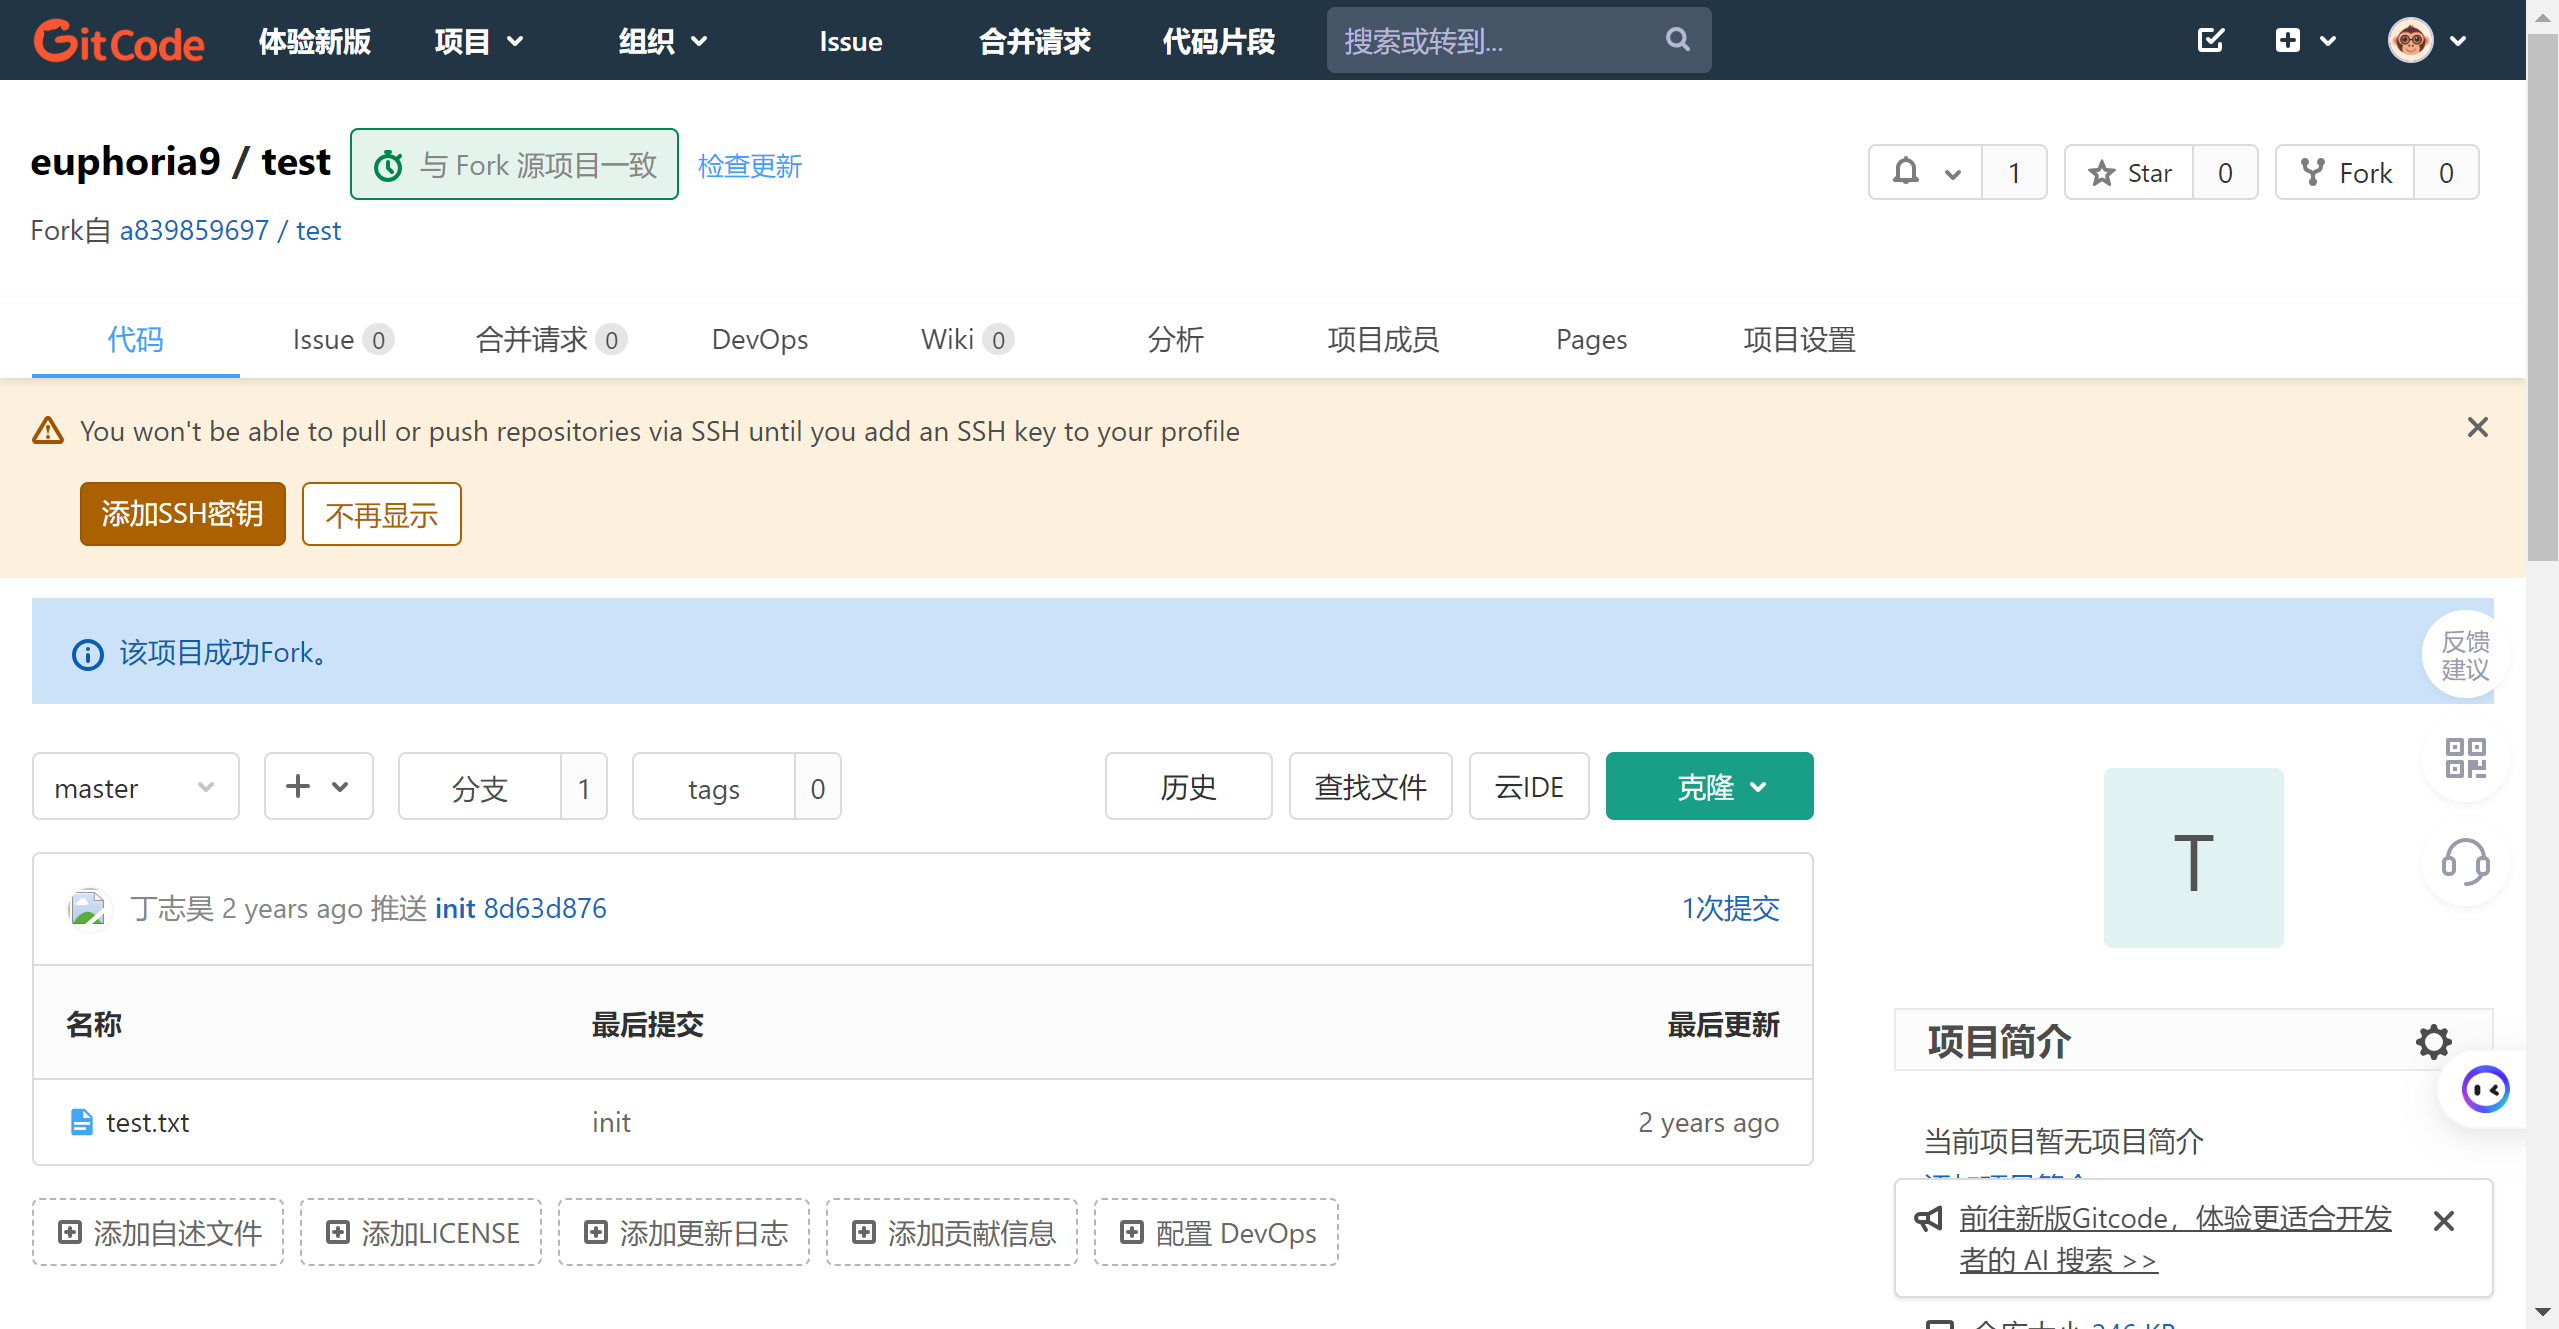 GitCode 体验新版 项目 组织 Issue 合并请求 代码片段 搜索或转到...
euphoria9 / test 与 Fork 源项目一致 检查更新 1 Star 0 Fork 0
Fork自 a839859697 / test
代码 Issue 0 合并请求 0 DevOps Wiki 0 分析 项目成员 Pages 项目设置
You won't be able to pull or push repositories via SSH until you add an SSH key to your profile
添加SSH密钥 不再显示
该项目成功Fork。
反馈
建议
master 分支 1 tags 0 历史 查找文件 云IDE 克隆
T
丁志昊 2 years ago 推送 init 8d63d876 1次提交
名称 最后提交 最后更新
test.txt init 2 years ago
添加自述文件 添加LICENSE 添加更新日志 添加贡献信息 配置 DevOps
项目简介
当前项目暂无项目简介
前往新版Gitcode，体验更适合开发
者的 AI 搜索 >>